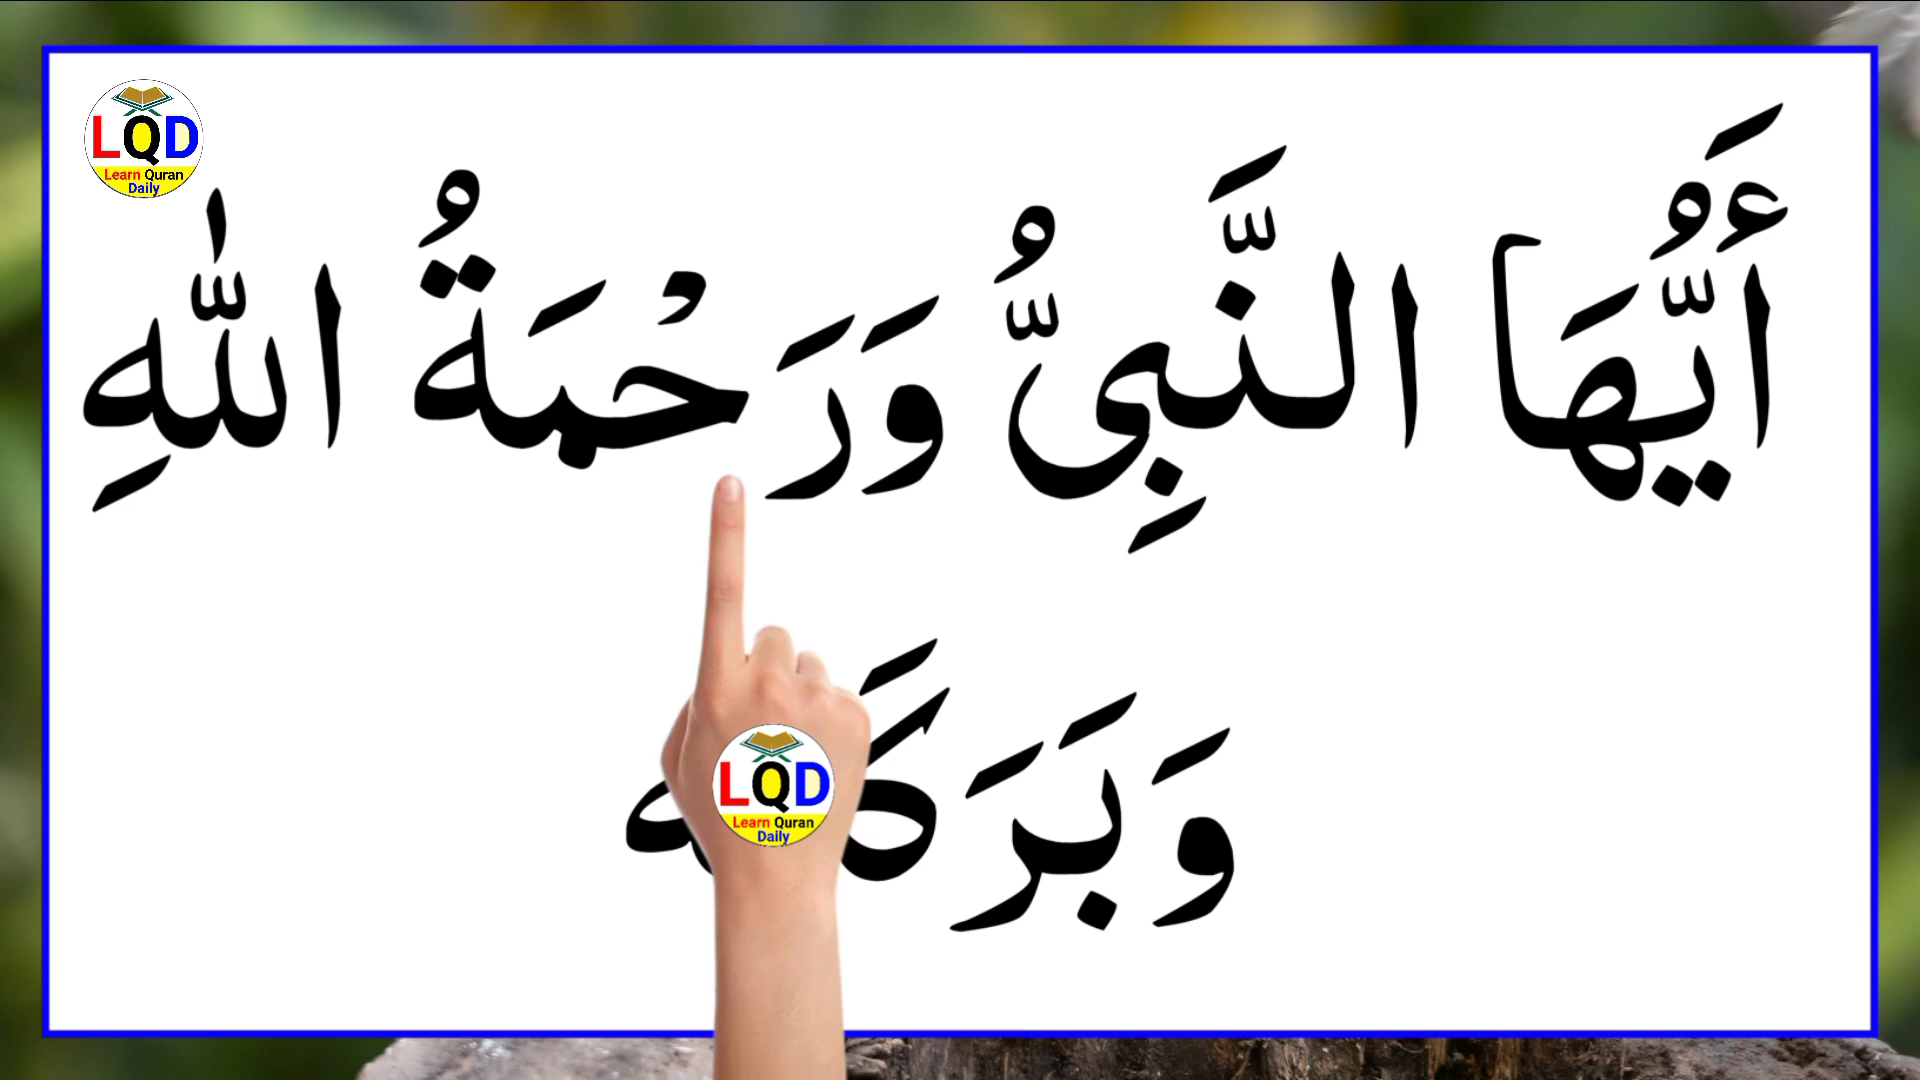 LQD
Learn Quran
Daily
أَيُّهَا النَّبِيُّ وَرَحْمَةُ اللّٰهِ
وَبَرَكَ
LQD
Learn Quran
Daily